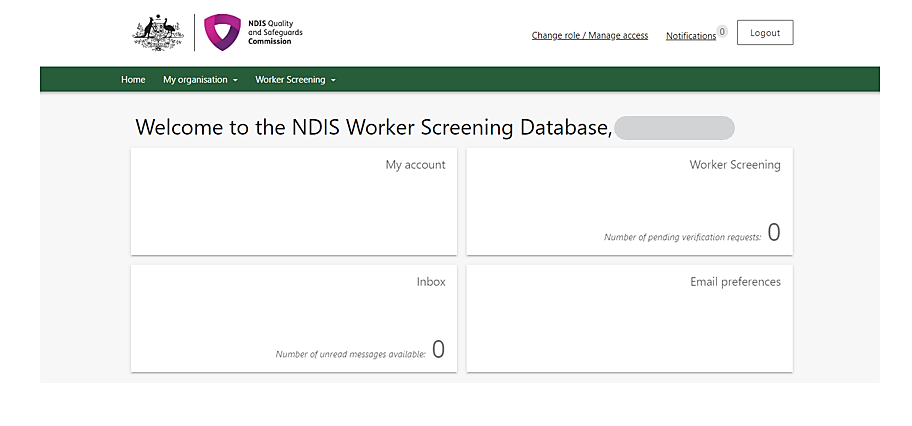 NDIS Quality
and Safeguards
Commission
Change role / Manage access
Notifications 0
Logout
Home
My organisation
Worker Screening
Welcome to the NDIS Worker Screening Database,
My account
Worker Screening
Number of pending verification requests: 0
Inbox
Number of unread messages available: 0
Email preferences